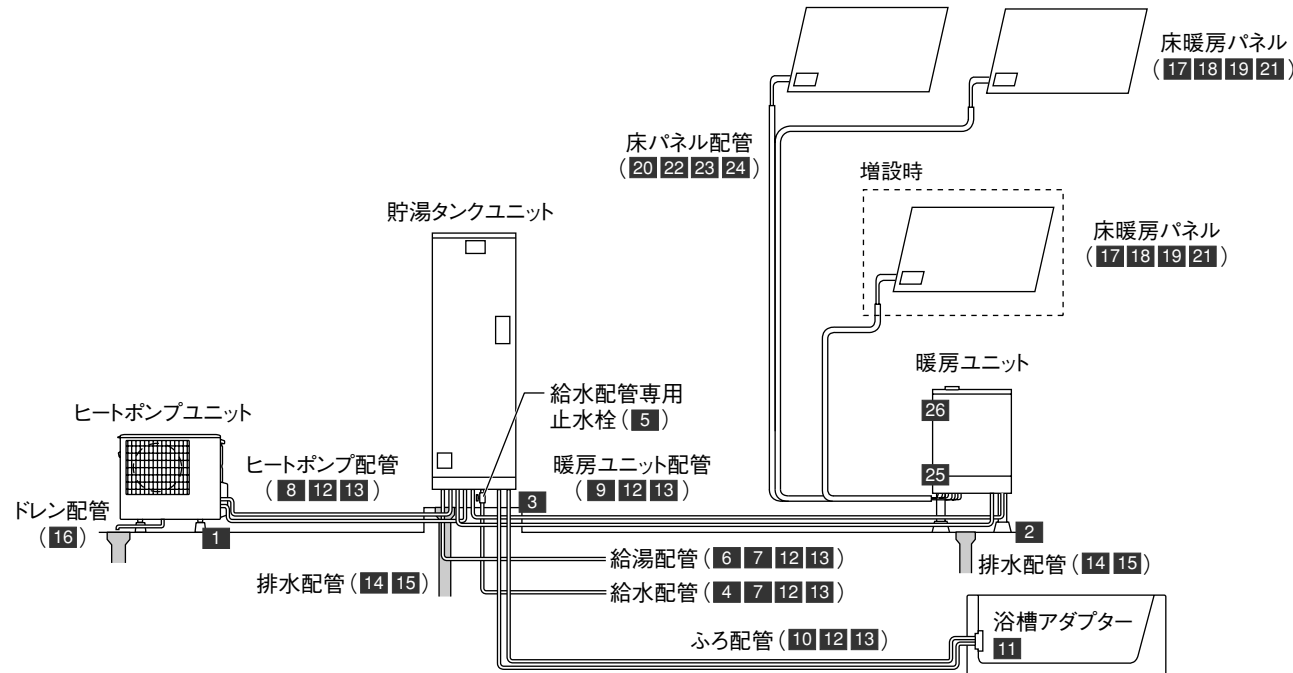 床暖房パネル
(17 18 19 21)
床パネル配管
(20 22 23 24)
増設時
床暖房パネル
(17 18 19 21)
貯湯タンクユニット
暖房ユニット
26
25
2
給水配管専用
止水栓(5)
ヒートポンプユニット
ヒートポンプ配管
(8 12 13)
暖房ユニット配管
(9 12 13)
3
ドレン配管
(16)
1
給湯配管(6 7 12 13)
排水配管(14 15)
排水配管(14 15)
給水配管(4 7 12 13)
ふろ配管(10 12 13)
浴槽アダプター
11